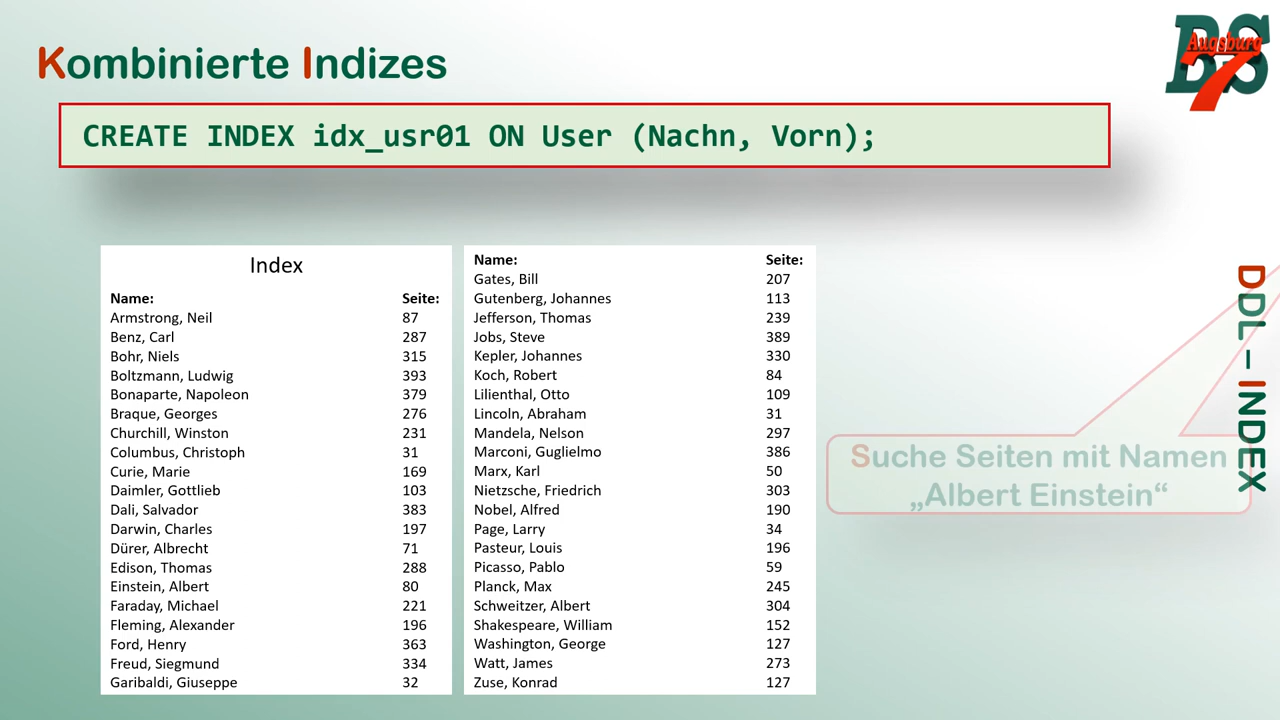 Kombinierte Indizes
BS
Augsburg
7
CREATE INDEX idx_usr01 ON User (Nachn, Vorn);
Index
Name: Seite:
Armstrong, Neil 87
Benz, Carl 287
Bohr, Niels 315
Boltzmann, Ludwig 393
Bonaparte, Napoleon 379
Braque, Georges 276
Churchill, Winston 231
Columbus, Christoph 31
Curie, Marie 169
Daimler, Gottlieb 103
Dali, Salvador 383
Darwin, Charles 197
Dürer, Albrecht 71
Edison, Thomas 288
Einstein, Albert 80
Faraday, Michael 221
Fleming, Alexander 196
Ford, Henry 363
Freud, Siegmund 334
Garibaldi, Giuseppe 32
Name: Seite:
Gates, Bill 207
Gutenberg, Johannes 113
Jefferson, Thomas 239
Jobs, Steve 389
Kepler, Johannes 330
Koch, Robert 84
Lilienthal, Otto 109
Lincoln, Abraham 31
Mandela, Nelson 297
Marconi, Guglielmo 386
Marx, Karl 50
Nietzsche, Friedrich 303
Nobel, Alfred 190
Page, Larry 34
Pasteur, Louis 196
Picasso, Pablo 59
Planck, Max 245
Schweitzer, Albert 304
Shakespeare, William 152
Washington, George 127
Watt, James 273
Zuse, Konrad 127
Suche Seiten mit Namen
„Albert Einstein“
DDL – INDEX